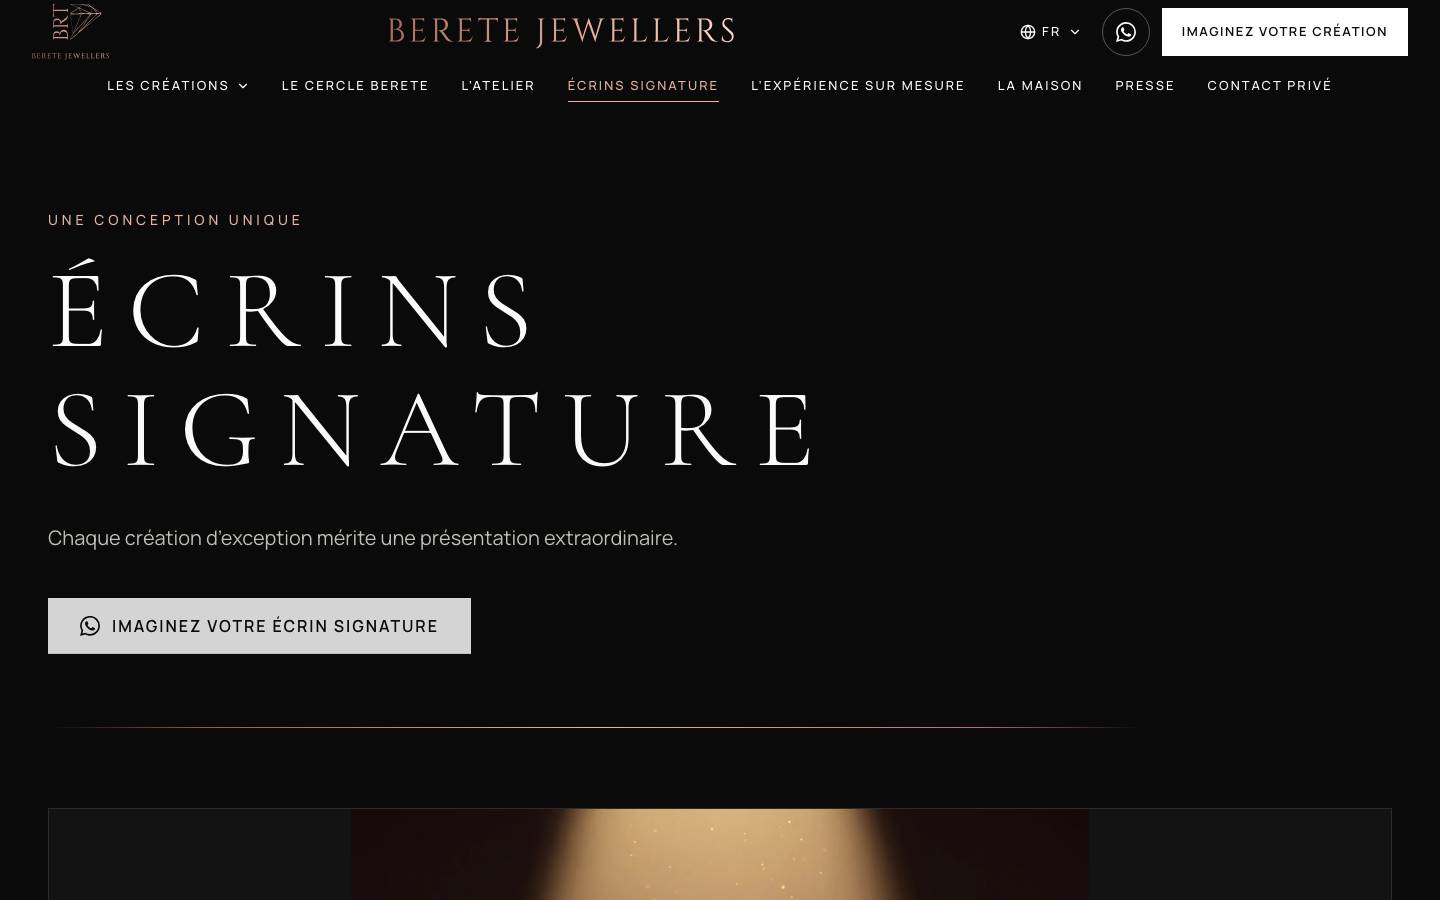 BRT
BERETE JEWELLERS
BERETE JEWELLERS
FR
IMAGINEZ VOTRE CRÉATION
LES CRÉATIONS
LE CERCLE BERETE
L'ATELIER
ÉCRINS SIGNATURE
L'EXPÉRIENCE SUR MESURE
LA MAISON
PRESSE
CONTACT PRIVÉ
UNE CONCEPTION UNIQUE
ÉCRINS
SIGNATURE
Chaque création d'exception mérite une présentation extraordinaire.
IMAGINEZ VOTRE ÉCRIN SIGNATURE